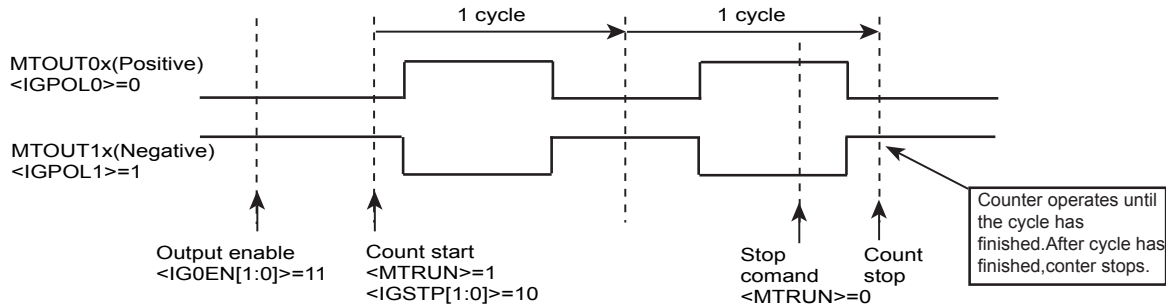 1 cycle
1 cycle
MTOUT0x(Positive)
<IGPOL0>=0
MTOUT1x(Negative)
<IGPOL1>=1
Output enable
<IG0EN[1:0]>=11
Count start
<MTRUN>=1
<IGSTP[1:0]>=10
Stop
comand
<MTRUN>=0
Count
stop
Counter operates until
the cycle has
finished.After cycle has
finished,conter stops.